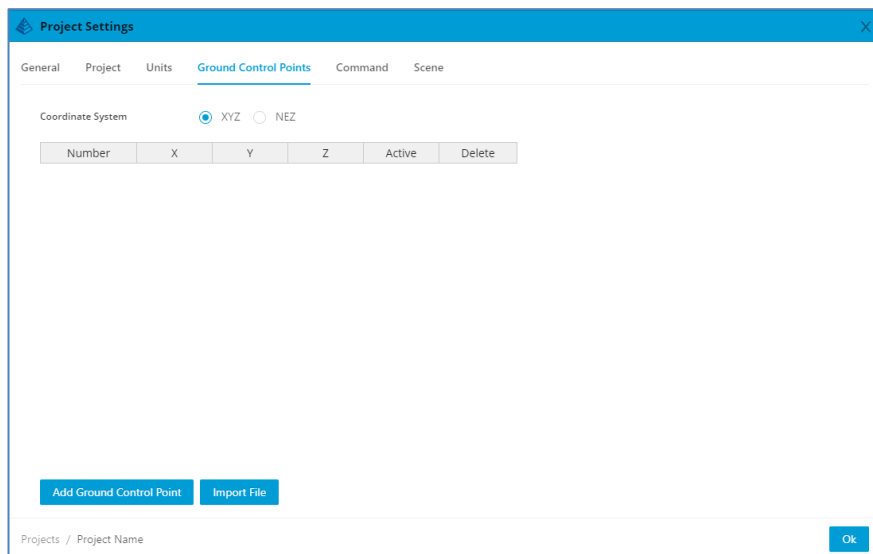 Project Settings X
General Project Units Ground Control Points Command Scene
Coordinate System XYZ NEZ
Number X Y Z Active Delete
Add Ground Control Point Import File
Projects / Project Name Ok